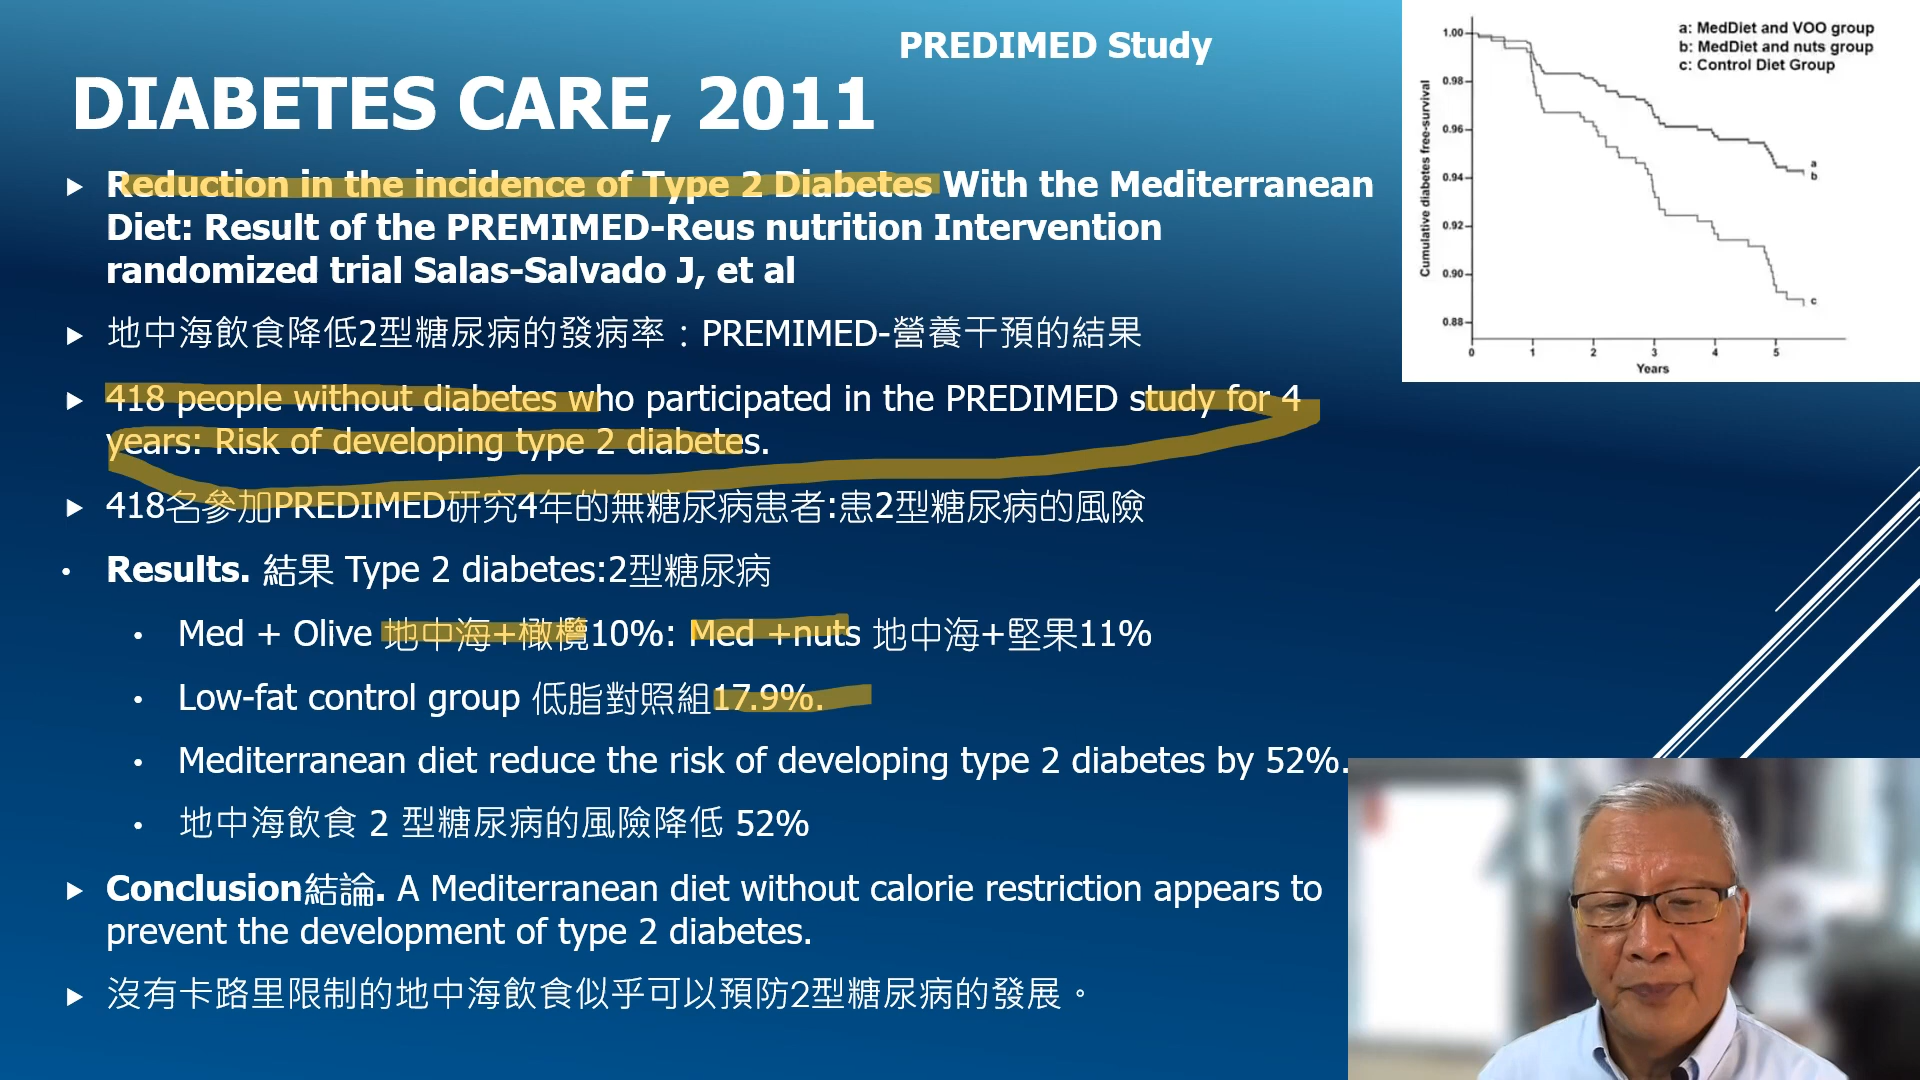 PREDIMED Study
DIABETES CARE, 2011
Reduction in the incidence of Type 2 Diabetes With the Mediterranean
Diet: Result of the PREMIMED-Reus nutrition Intervention
randomized trial Salas-Salvado J, et al
地中海飲食降低2型糖尿病的發病率：PREMIMED-營養干預的結果
418 people without diabetes who participated in the PREDIMED study for 4
years: Risk of developing type 2 diabetes.
418名參加PREDIMED研究4年的無糖尿病患者:患2型糖尿病的風險
Results. 結果 Type 2 diabetes:2型糖尿病
Med + Olive 地中海+橄欖10%: Med +nuts 地中海+堅果11%
Low-fat control group 低脂對照組17.9%.
Mediterranean diet reduce the risk of developing type 2 diabetes by 52%.
地中海飲食 2 型糖尿病的風險降低 52%
Conclusion結論. A Mediterranean diet without calorie restriction appears to
prevent the development of type 2 diabetes.
沒有卡路里限制的地中海飲食似乎可以預防2型糖尿病的發展。
a: MedDiet and VOO group
b: MedDiet and nuts group
c: Control Diet Group
Cumulative diabetes free-survival
1.00
0.98
0.96
0.94
0.92
0.90
0.88
a
b
c
0 1 2 3 4 5
Years